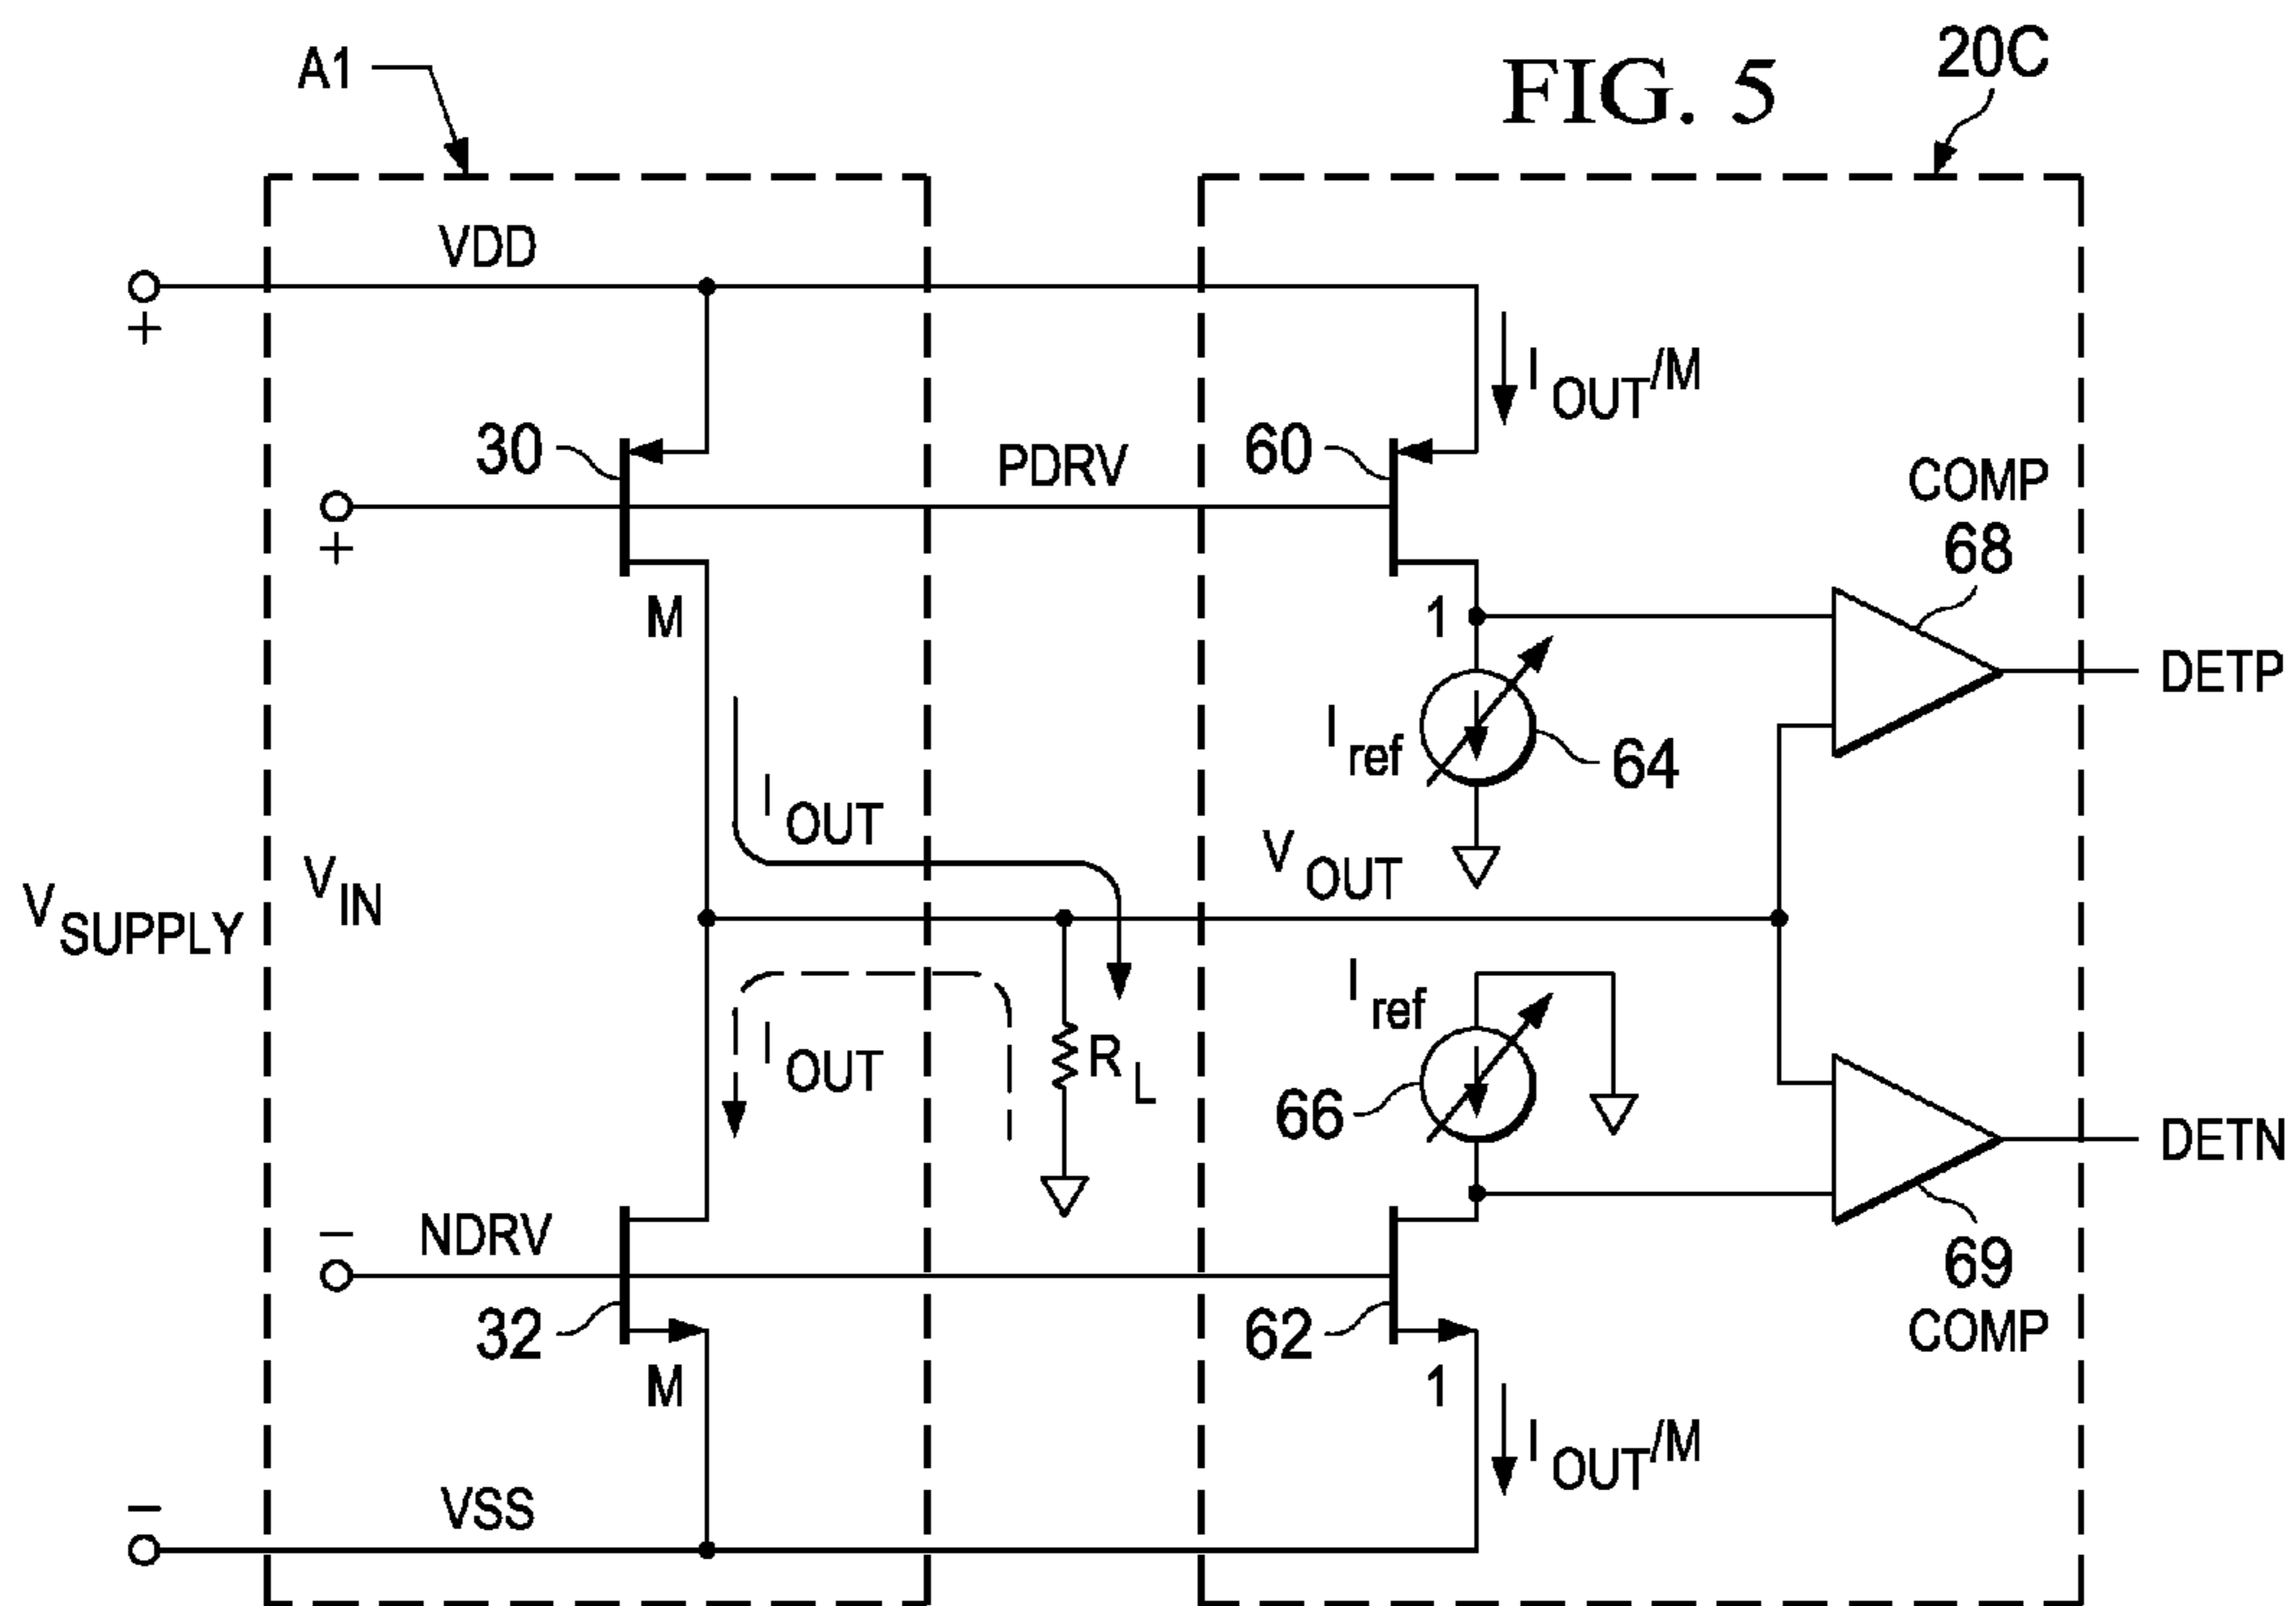 A1
FIG. 5
20C
VDD
+
I OUT/M
30
PDRV
60
COMP
68
+
M
1
DETP
I ref
64
I OUT
V OUT
V IN
V SUPPLY
I ref
I OUT
R L
66
DETN
NDRV
−
32
62
69
COMP
M
1
I OUT/M
VSS
−